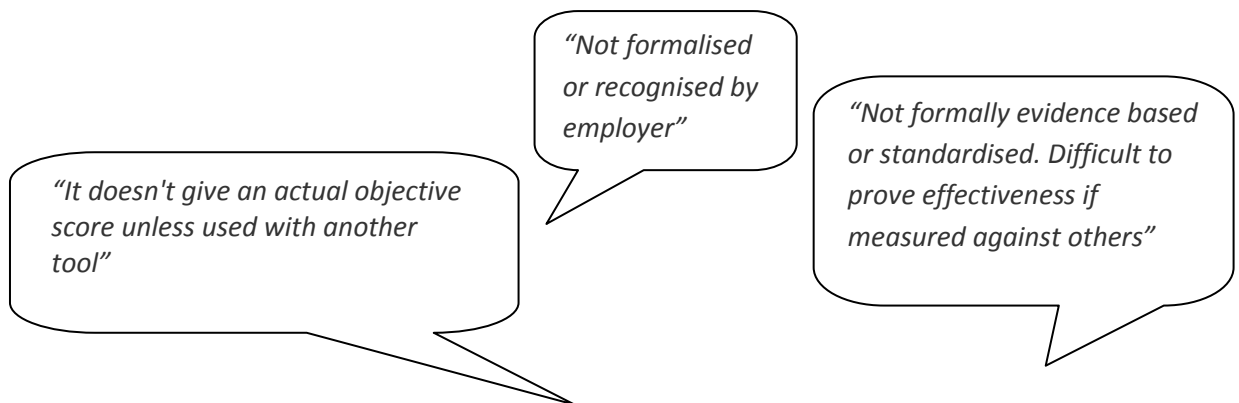 “Not formalised
or recognised by
employer”
“It doesn't give an actual objective
score unless used with another
tool”
“Not formally evidence based
or standardised. Difficult to
prove effectiveness if
measured against others”